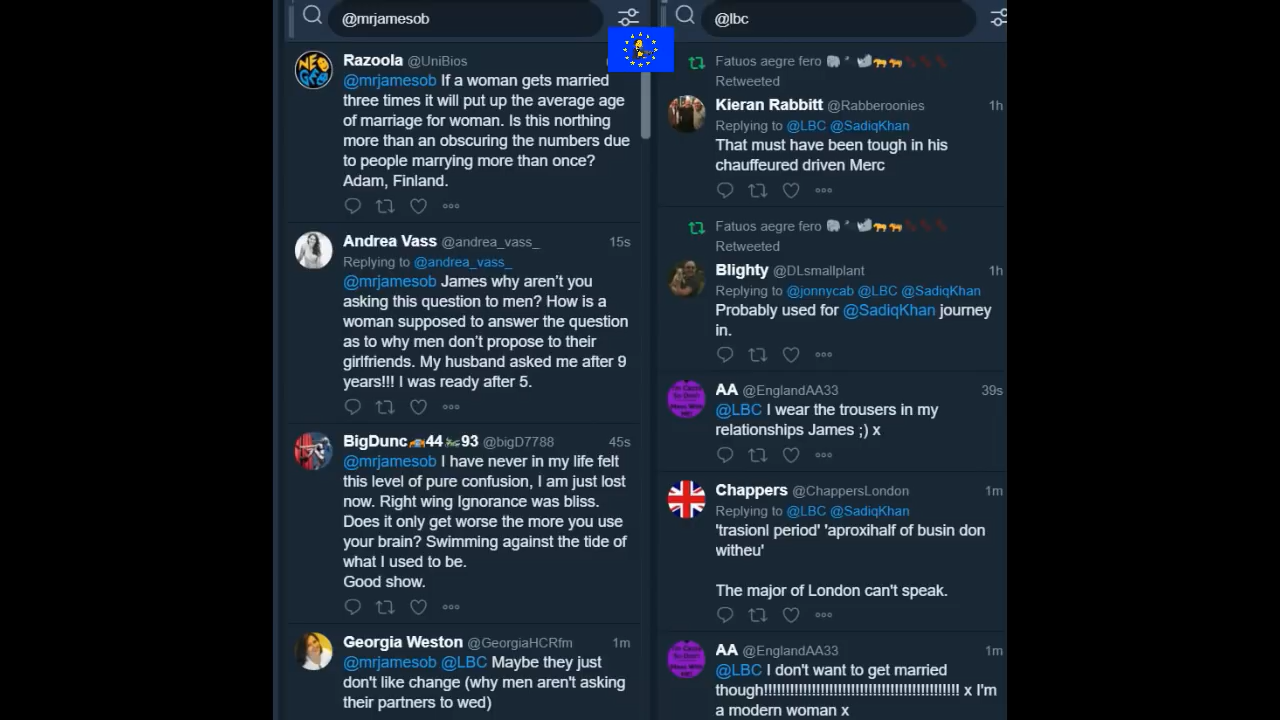 @mrjamesob
Razoola @UniBios
@mrjamesob If a woman gets married
three times it will put up the average age
of marriage for woman. Is this northing
more than an obscuring the numbers due
to people marrying more than once?
Adam, Finland.
Andrea Vass @andrea_vass_ 15s
Replying to @andrea_vass_
@mrjamesob James why aren't you
asking this question to men? How is a
woman supposed to answer the question
as to why men don't propose to their
girlfriends. My husband asked me after 9
years!!! I was ready after 5.
BigDunc🚓44🛩93 @bigD7788 45s
@mrjamesob I have never in my life felt
this level of pure confusion, I am just lost
now. Right wing Ignorance was bliss.
Does it only get worse the more you use
your brain? Swimming against the tide of
what I used to be.
Good show.
Georgia Weston @GeorgiaHCRfm 1m
@mrjamesob @LBC Maybe they just
don't like change (why men aren't asking
their partners to wed)
@lbc
Fatuos aegre fero
Retweeted
Kieran Rabbitt @Rabberoonies 1h
Replying to @LBC @SadiqKhan
That must have been tough in his
chauffeured driven Merc
Fatuos aegre fero
Retweeted
Blighty @DLsmallplant 1h
Replying to @jonnycab @LBC @SadiqKhan
Probably used for @SadiqKhan journey
in.
AA @EnglandAA33 39s
@LBC I wear the trousers in my
relationships James ;) x
Chappers @ChappersLondon 1m
Replying to @LBC @SadiqKhan
'trasionl period' 'aproxihalf of busin don
witheu'
The major of London can't speak.
AA @EnglandAA33 1m
@LBC I don't want to get married
though!!!!!!!!!!!!!!!!!!!!!!!!!!!!!!!!!!!!!!!!!!!! x I'm
a modern woman x